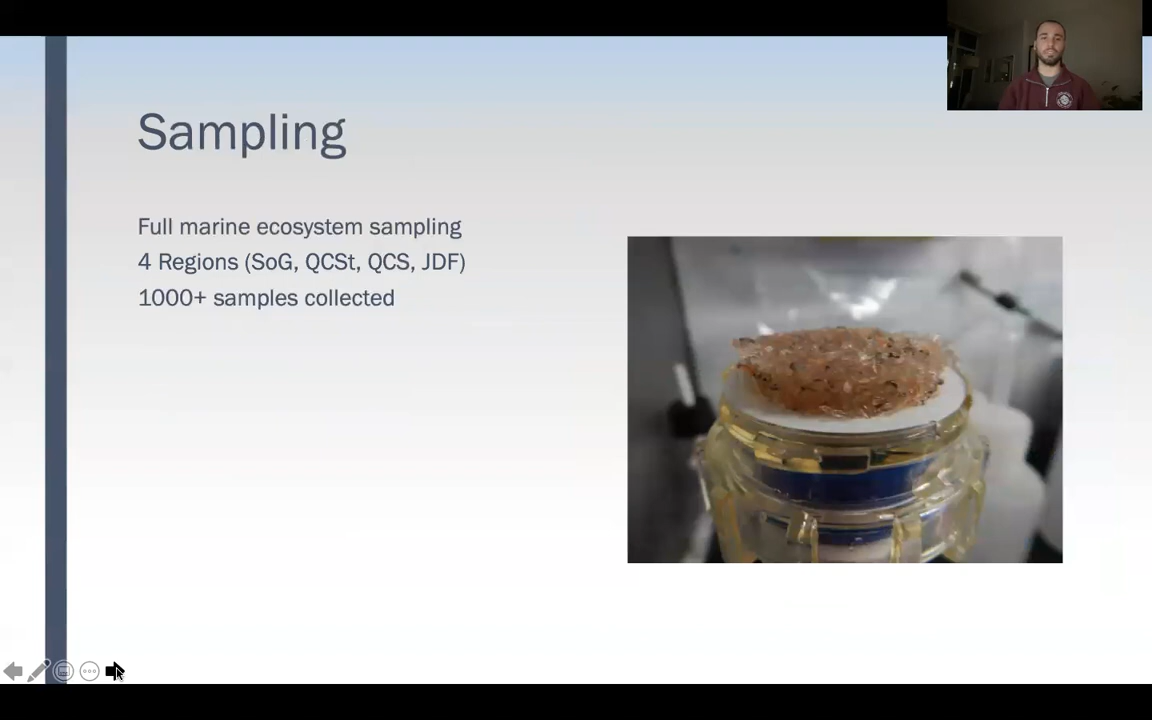 Sampling
Full marine ecosystem sampling
4 Regions (SoG, QCSt, QCS, JDF)
1000+ samples collected